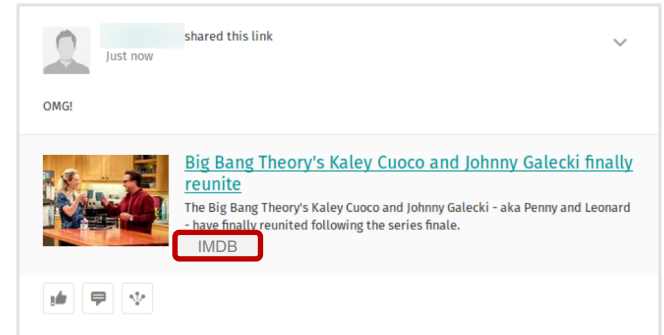 shared this link
Just now
OMG!
Big Bang Theory's Kaley Cuoco and Johnny Galecki finally
reunite
The Big Bang Theory's Kaley Cuoco and Johnny Galecki - aka Penny and Leonard
- have finally reunited following the series finale.
IMDB